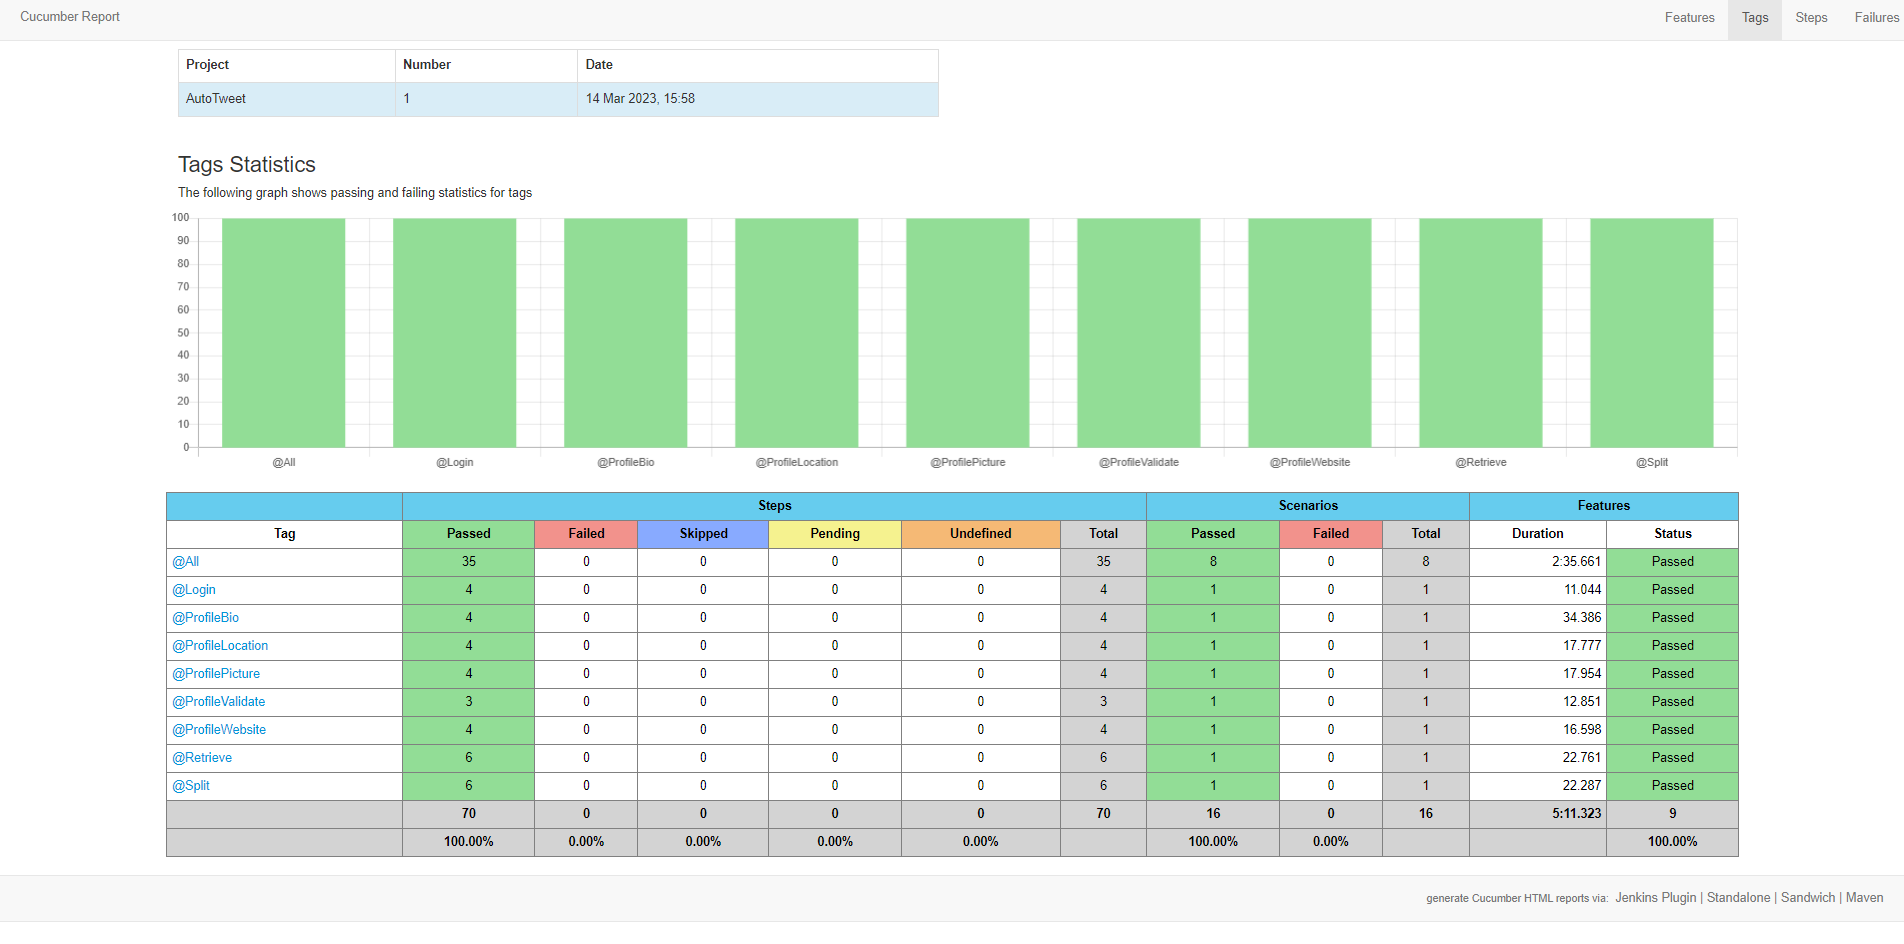 Cucumber Report Features Tags Steps Failures
Project Number Date
AutoTweet 1 14 Mar 2023, 15:58
Tags Statistics
The following graph shows passing and failing statistics for tags
100
90
80
70
60
50
40
30
20
10
0
@All @Login @ProfileBio @ProfileLocation @ProfilePicture @ProfileValidate @ProfileWebsite @Retrieve @Split
Steps Scenarios Features
Tag Passed Failed Skipped Pending Undefined Total Passed Failed Total Duration Status
@All 35 0 0 0 0 35 8 0 8 2:35.661 Passed
@Login 4 0 0 0 0 4 1 0 1 11.044 Passed
@ProfileBio 4 0 0 0 0 4 1 0 1 34.386 Passed
@ProfileLocation 4 0 0 0 0 4 1 0 1 17.777 Passed
@ProfilePicture 4 0 0 0 0 4 1 0 1 17.954 Passed
@ProfileValidate 3 0 0 0 0 3 1 0 1 12.851 Passed
@ProfileWebsite 4 0 0 0 0 4 1 0 1 16.598 Passed
@Retrieve 6 0 0 0 0 6 1 0 1 22.761 Passed
@Split 6 0 0 0 0 6 1 0 1 22.287 Passed
70 0 0 0 0 70 16 0 16 5:11.323 9
100.00% 0.00% 0.00% 0.00% 0.00% 100.00% 0.00% 100.00%
generate Cucumber HTML reports via: Jenkins Plugin | Standalone | Sandwich | Maven